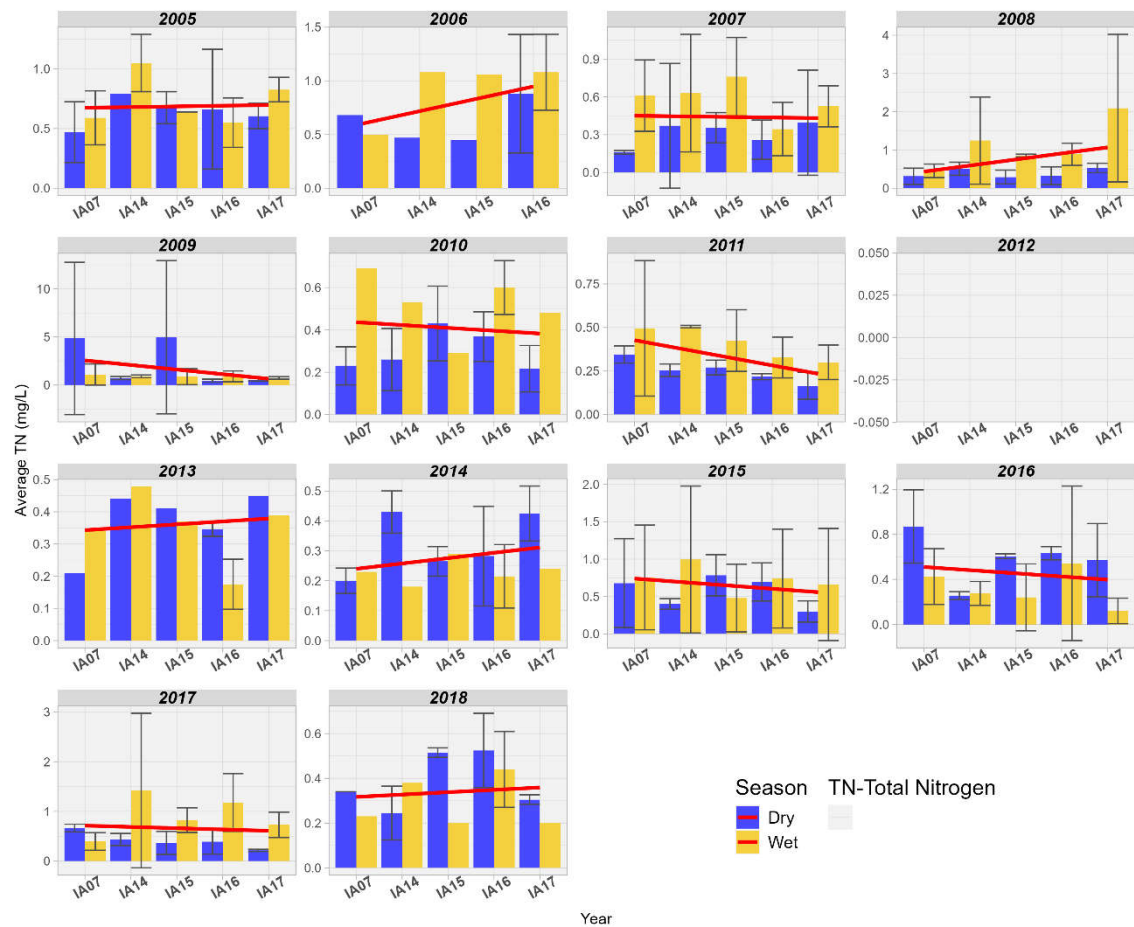 2005 2006 2007 2008
1.0 1.5 0.9 4
0.5 1.0 0.6 3
0.0 0.5 0.3 2
0.0 0.0 1
0
IA07 IA14 IA15 IA16 IA17 IA07 IA14 IA15 IA16 IA07 IA14 IA15 IA16 IA17 IA07 IA14 IA15 IA16 IA17
2009 2010 2011 2012
10 0.6 0.75 0.050
5 0.4 0.50 0.025
0 0.2 0.25 0.000
0.0 0.00 -0.025
-0.050
IA07 IA14 IA15 IA16 IA17 IA07 IA14 IA15 IA16 IA17 IA07 IA14 IA15 IA16 IA17 IA07 IA14 IA15 IA16 IA17
Average TN (mg/L)
2013 2014 2015 2016
0.5 0.5 2.0 1.2
0.4 0.4 1.5 0.8
0.3 0.3 1.0 0.4
0.2 0.2 0.5 0.0
0.1 0.1 0.0
0.0 0.0
IA07 IA14 IA15 IA16 IA17 IA07 IA14 IA15 IA16 IA17 IA07 IA14 IA15 IA16 IA17 IA07 IA14 IA15 IA16 IA17
2017 2018
3 0.6
2 0.4
1 0.2
0 0.0
IA07 IA14 IA15 IA16 IA17 IA07 IA14 IA15 IA16 IA17
Season TN-Total Nitrogen
Dry
Wet
Year